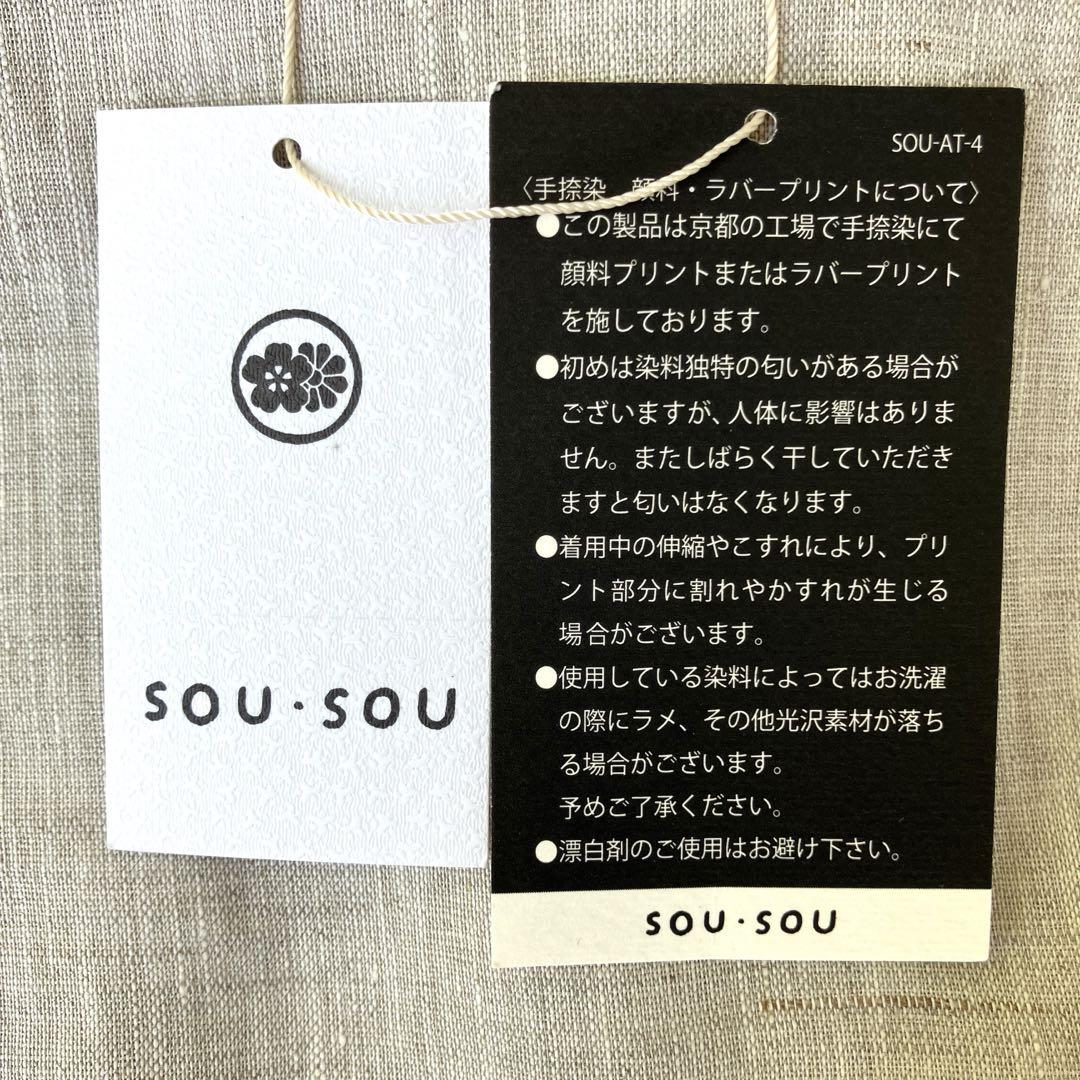 SOU・SOU
SOU-AT-4
〈手捺染 顔料・ラバープリントについて〉
●この製品は京都の工場で手捺染にて
顔料プリントまたはラバープリント
を施しております。
●初めは染料独特の匂いがある場合が
ございますが、人体に影響はありま
せん。またしばらく干していただき
ますと匂いはなくなります。
●着用中の伸縮やこすれにより、プリ
ント部分に割れやかすれが生じる
場合がございます。
●使用している染料によってはお洗濯
の際にラメ、その他光沢素材が落ち
る場合がございます。
予めご了承ください。
●漂白剤のご使用はお避け下さい。
SOU・SOU